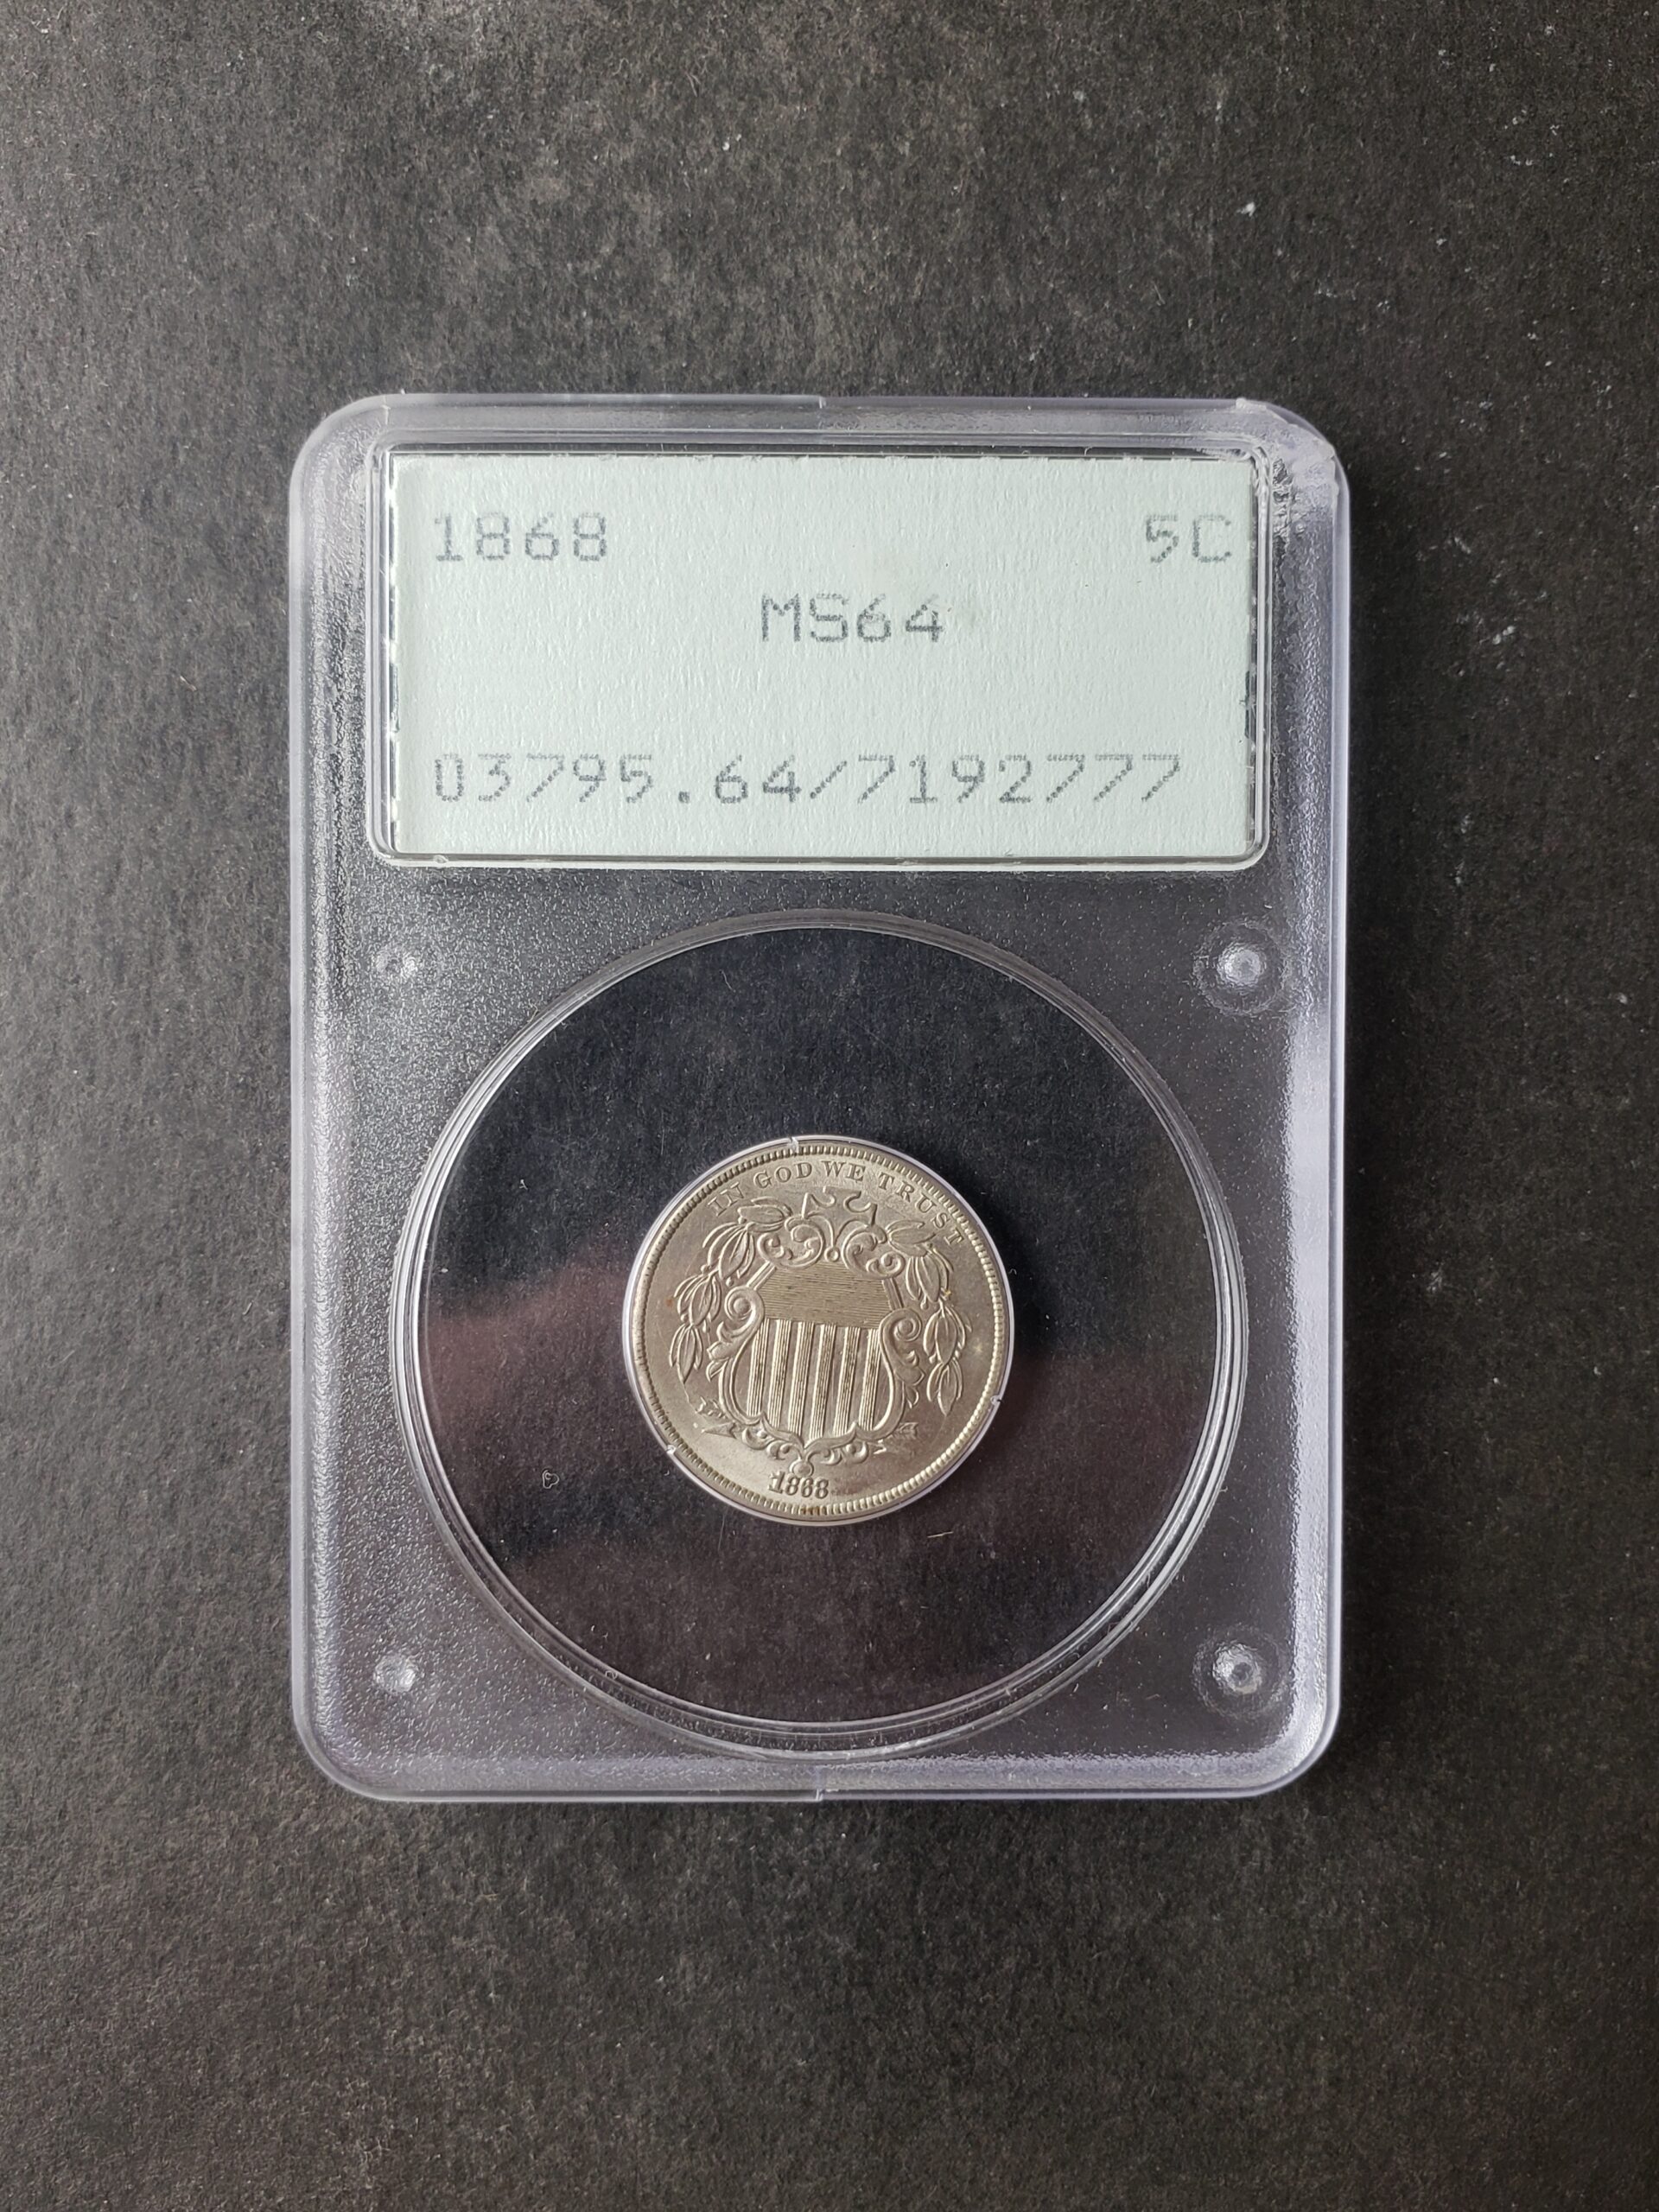 1868 5C
MS64
03795.64/7192777
IN GOD WE TRUST
1868